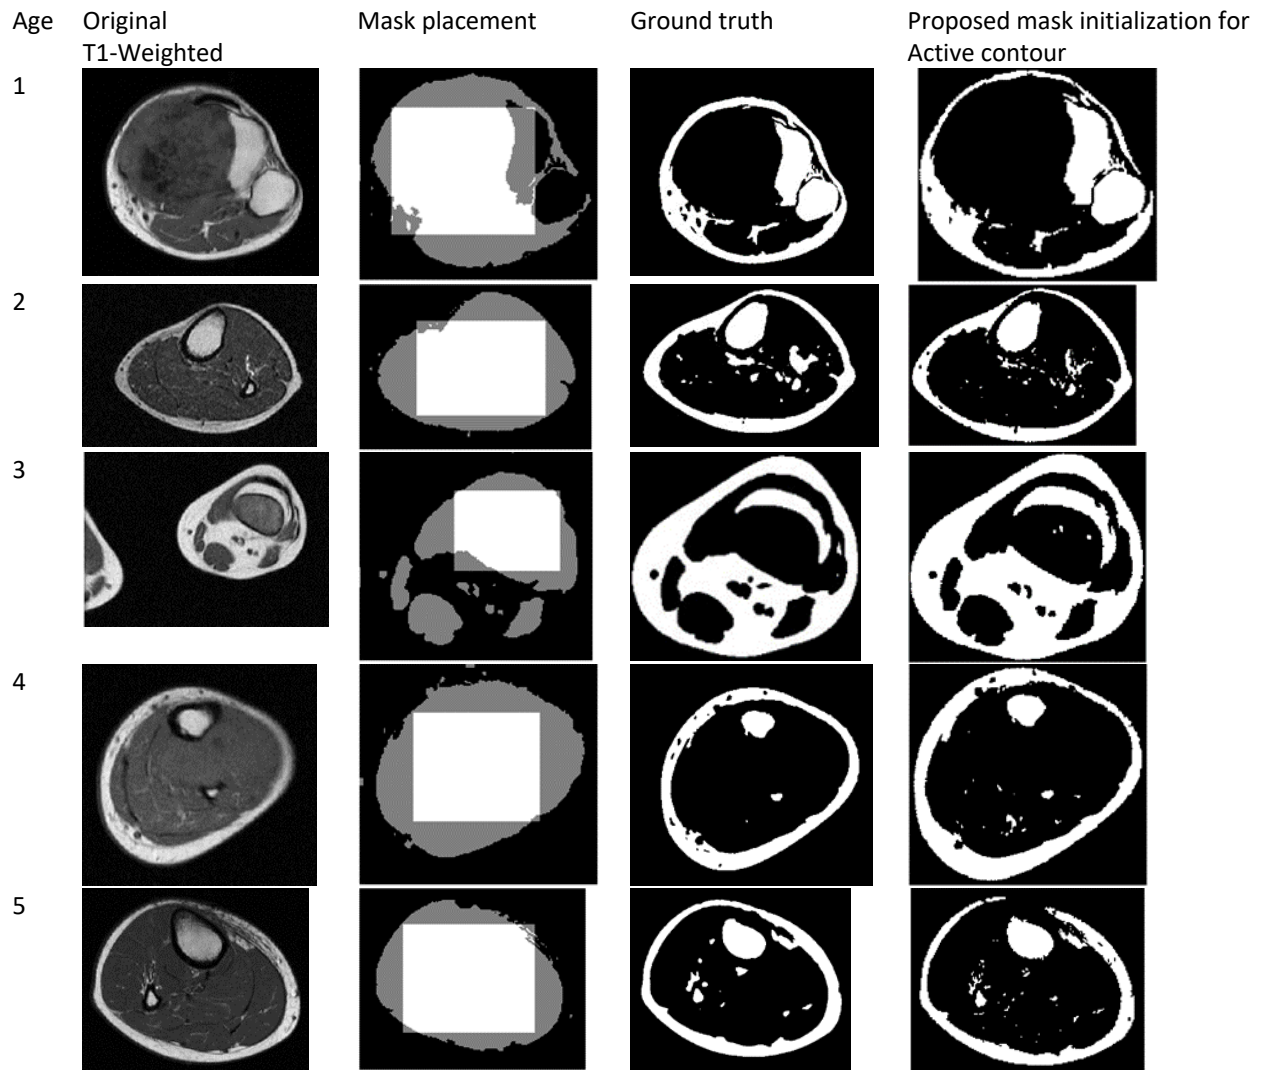 Age Original Mask placement Ground truth Proposed mask initialization for
T1-Weighted Active contour
1
2
3
4
5